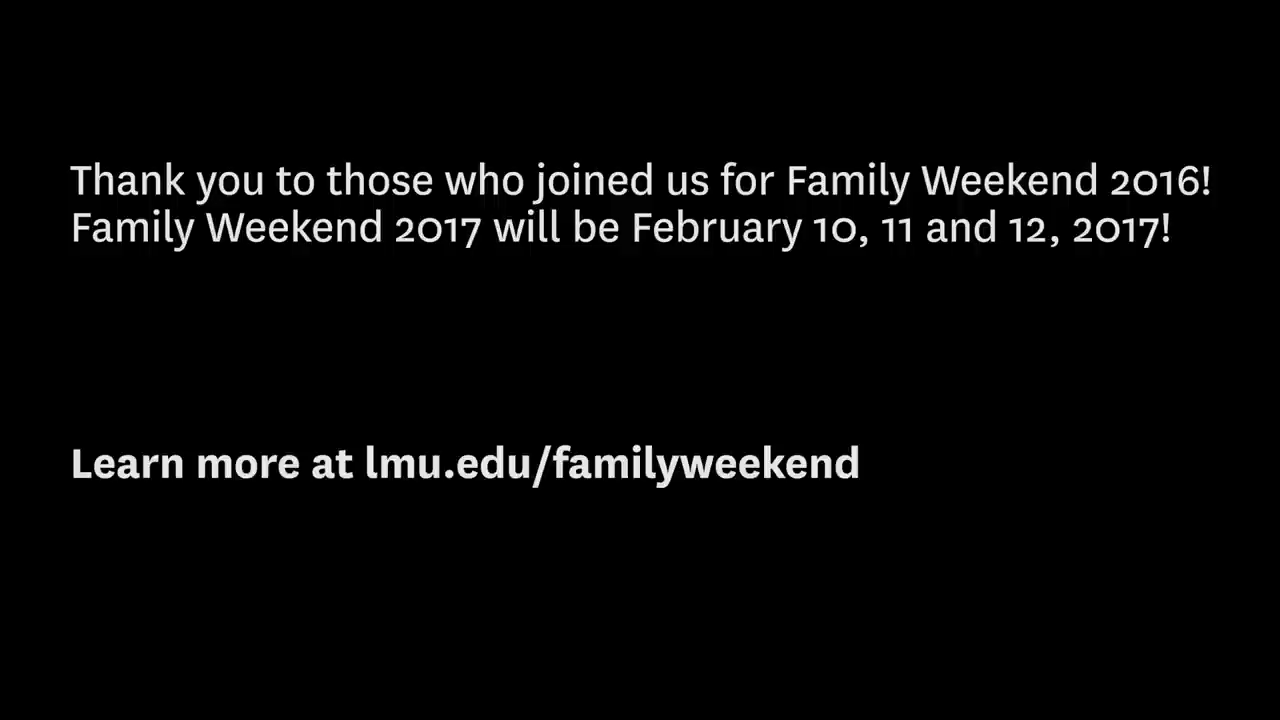 Thank you to those who joined us for Family Weekend 2016!
Family Weekend 2017 will be February 10, 11 and 12, 2017!
Learn more at lmu.edu/familyweekend